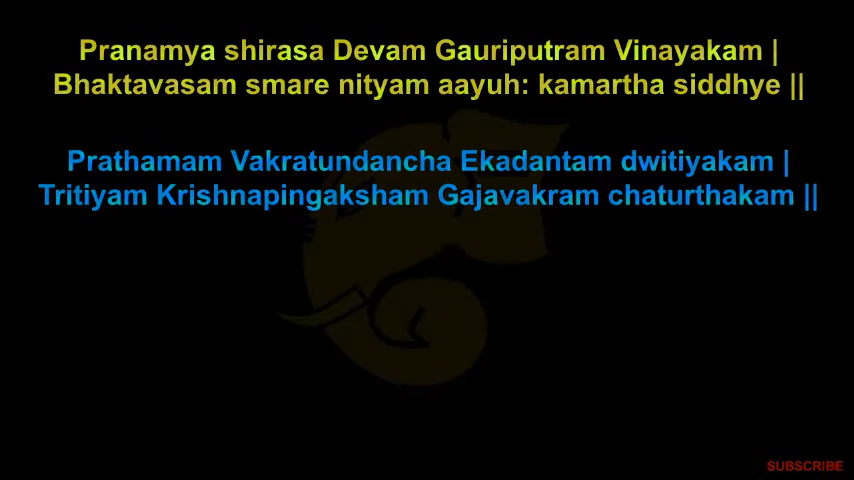 Pranamya shirasa Devam Gauriputram Vinayakam |
Bhaktavasam smare nityam aayuh: kamartha siddhye ||
Prathamam Vakratundancha Ekadantam dwitiyakam |
Tritiyam Krishnapingaksham Gajavakram chaturthakam ||
SUBSCRIBE